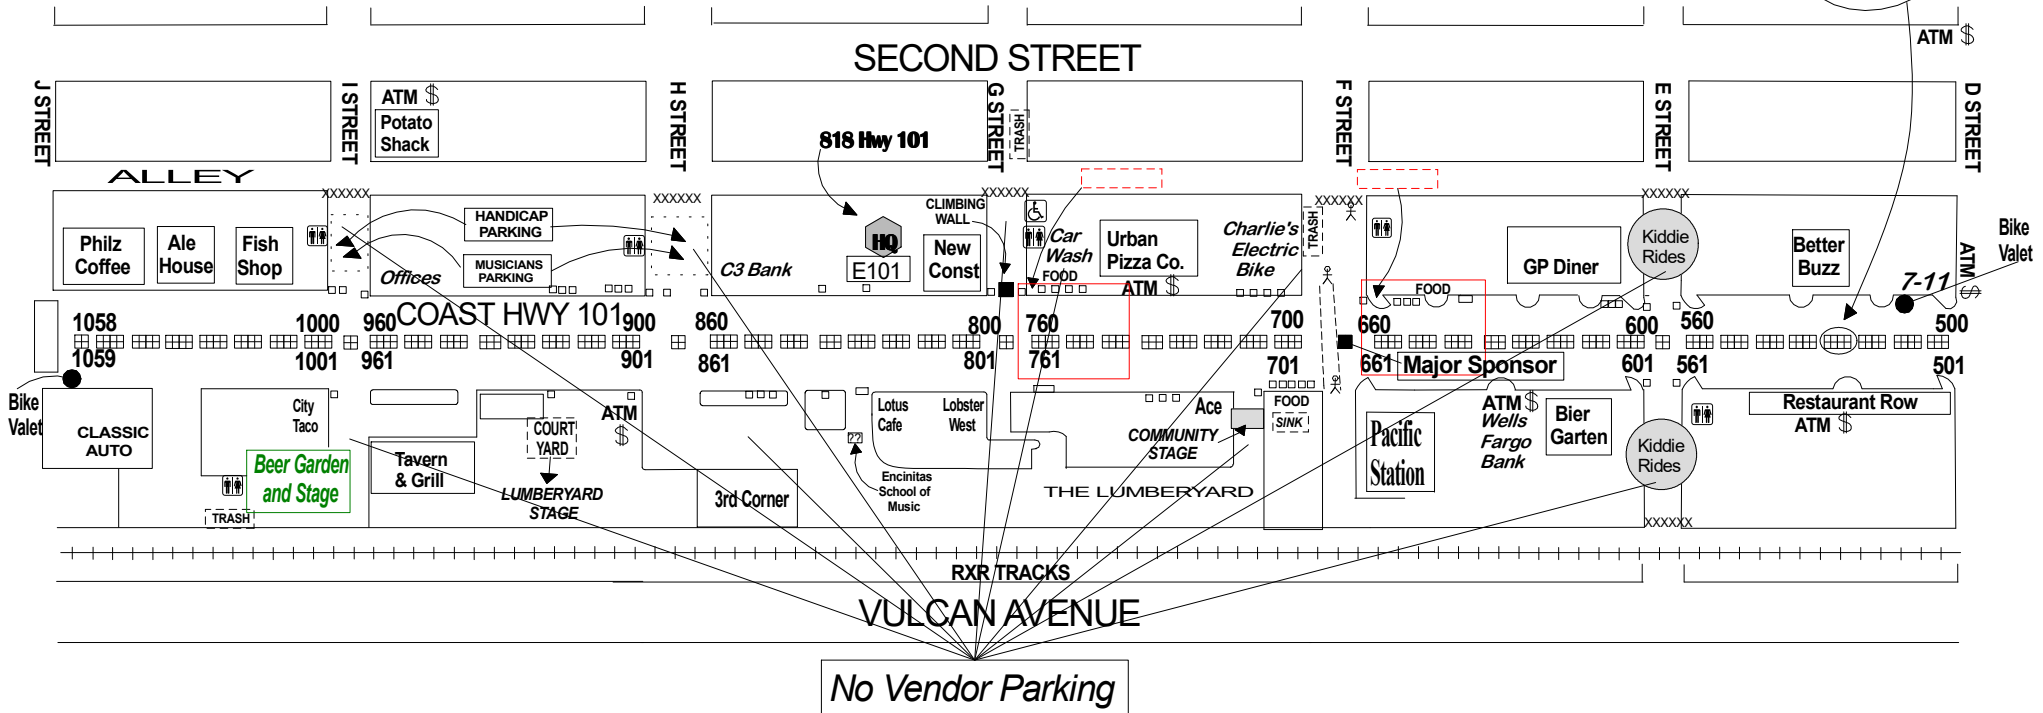 SECOND STREET
ATM $
J STREET
I STREET
H STREET
G STREET
F STREET
E STREET
D STREET
ATM $
Potato
Shack
TRASH
818 Hwy 101
ALLEY
XXXXXX
XXXXXX
XXXXXX
XXXXXX
XXXXXX
Philz
Coffee
Ale
House
Fish
Shop
HANDICAP
PARKING
MUSICIANS
PARKING
Offices
C3 Bank
HQ
E101
CLIMBING
WALL
New
Const
Car
Wash
FOOD
Urban
Pizza Co.
ATM $
Charlie's
Electric
Bike
TRASH
GP Diner
FOOD
Kiddie
Rides
Better
Buzz
7-11
ATM $
Bike
Valet
COAST HWY 101
1058
1000
960
900
860
800
760
700
660
600
560
500
1059
1001
961
901
861
801
761
701
661
601
561
501
Major Sponsor
Bike
Valet
CLASSIC
AUTO
City
Taco
Beer Garden
and Stage
TRASH
Tavern
& Grill
COURT
YARD
LUMBERYARD
STAGE
ATM
$
3rd Corner
??
Encinitas
School of
Music
Lotus
Cafe
Lobster
West
THE LUMBERYARD
Ace
COMMUNITY
STAGE
FOOD
SINK
Pacific
Station
ATM $
Wells
Fargo
Bank
Bier
Garten
Kiddie
Rides
XXXXXX
Restaurant Row
ATM $
RXR TRACKS
VULCAN AVENUE
No Vendor Parking